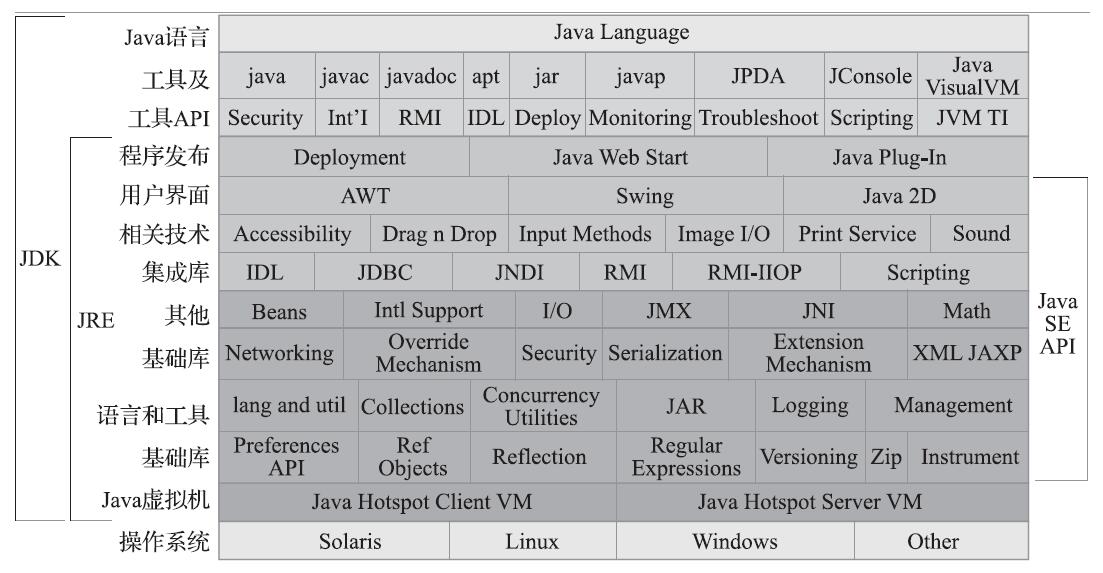 Java语言 Java Language
工具及 java javac javadoc apt jar javap JPDA JConsole Java VisualVM
工具API Security Int'l RMI IDL Deploy Monitoring Troubleshoot Scripting JVM TI
程序发布 Deployment Java Web Start Java Plug-In
用户界面 AWT Swing Java 2D
相关技术 Accessibility Drag n Drop Input Methods Image I/O Print Service Sound
JDK
集成库 IDL JDBC JNDI RMI RMI-IIOP Scripting
JRE
其他 Beans Intl Support I/O JMX JNI Math
Java
SE
API
基础库 Networking Override Mechanism Security Serialization Extension Mechanism XML JAXP
语言和工具 lang and util Collections Concurrency Utilities JAR Logging Management
基础库 Preferences API Ref Objects Reflection Regular Expressions Versioning Zip Instrument
Java虚拟机 Java Hotspot Client VM Java Hotspot Server VM
操作系统 Solaris Linux Windows Other